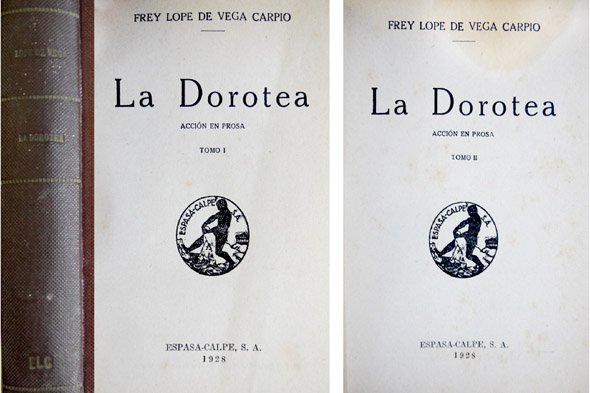 LOPE DE VEGA
LA DOROTEA
ELC
FREY LOPE DE VEGA CARPIO
La Dorotea
ACCIÓN EN PROSA
TOMO I
ESPASA-CALPE, S.A.
ESPASA-CALPE, S. A.
1928
FREY LOPE DE VEGA CARPIO
La Dorotea
ACCIÓN EN PROSA
TOMO II
ESPASA-CALPE S.A.
ESPASA-CALPE, S. A.
1928